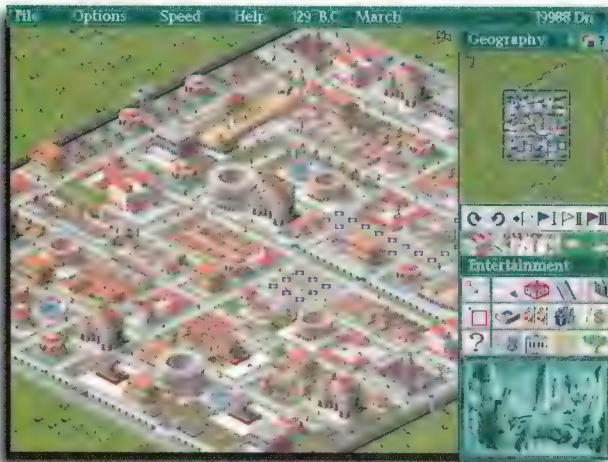 File Options Speed Help 129 B.C March 19988 Dn
Geography ?
Entertainment
?